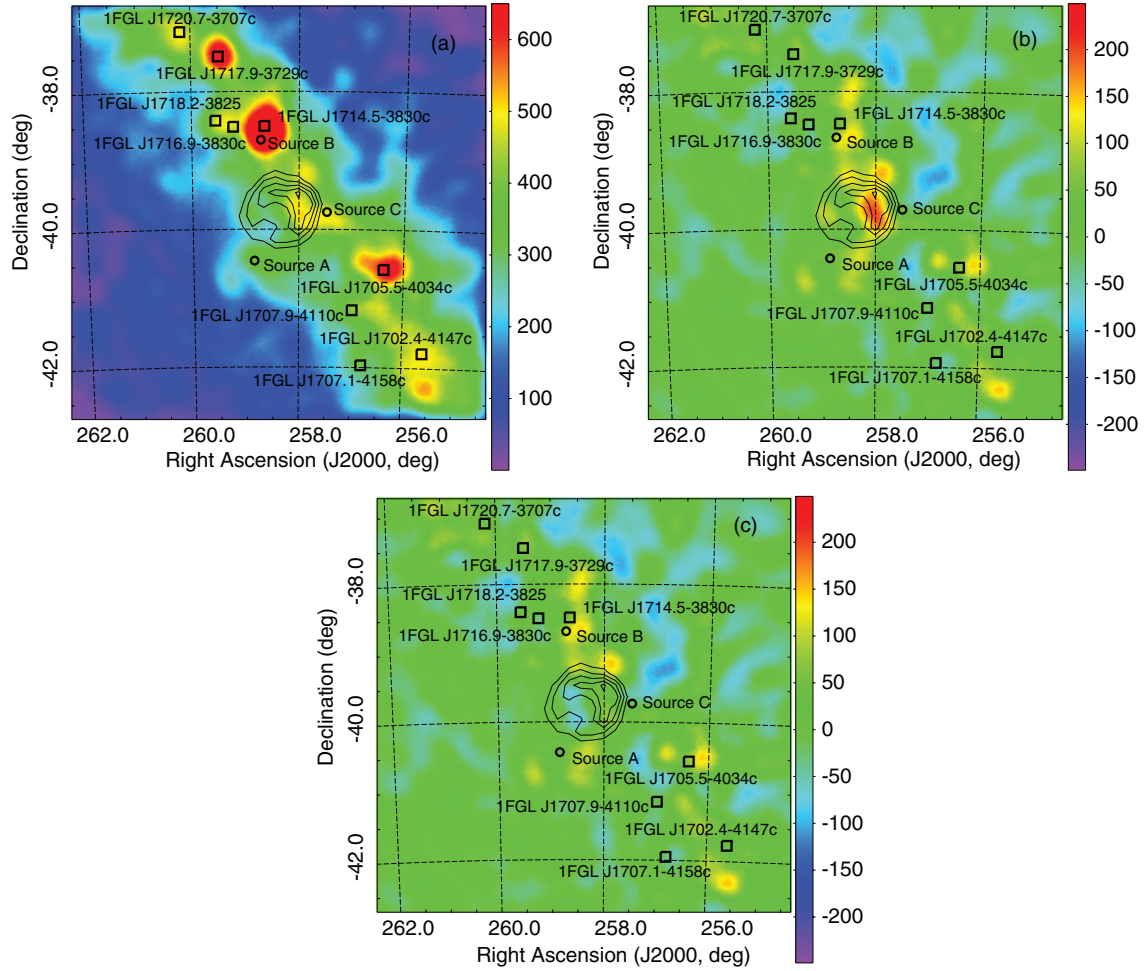 (a)
1FGL J1720.7-3707c
1FGL J1717.9-3729c
1FGL J1718.2-3825
1FGL J1714.5-3830c
1FGL J1716.9-3830c
Source B
Source C
Source A
1FGL J1705.5-4034c
1FGL J1707.9-4110c
1FGL J1702.4-4147c
1FGL J1707.1-4158c
Declination (deg)
-38.0
-40.0
-42.0
262.0 260.0 258.0 256.0
Right Ascension (J2000, deg)
600
500
400
300
200
100
(b)
1FGL J1720.7-3707c
1FGL J1717.9-3729c
1FGL J1718.2-3825
1FGL J1714.5-3830c
1FGL J1716.9-3830c
Source B
Source C
Source A
1FGL J1705.5-4034c
1FGL J1707.9-4110c
1FGL J1702.4-4147c
1FGL J1707.1-4158c
Declination (deg)
-38.0
-40.0
-42.0
262.0 260.0 258.0 256.0
Right Ascension (J2000, deg)
200
150
100
50
0
-50
-100
-150
-200
(c)
1FGL J1720.7-3707c
1FGL J1717.9-3729c
1FGL J1718.2-3825
1FGL J1714.5-3830c
1FGL J1716.9-3830c
Source B
Source C
Source A
1FGL J1705.5-4034c
1FGL J1707.9-4110c
1FGL J1702.4-4147c
1FGL J1707.1-4158c
Declination (deg)
-38.0
-40.0
-42.0
262.0 260.0 258.0 256.0
Right Ascension (J2000, deg)
200
150
100
50
0
-50
-100
-150
-200